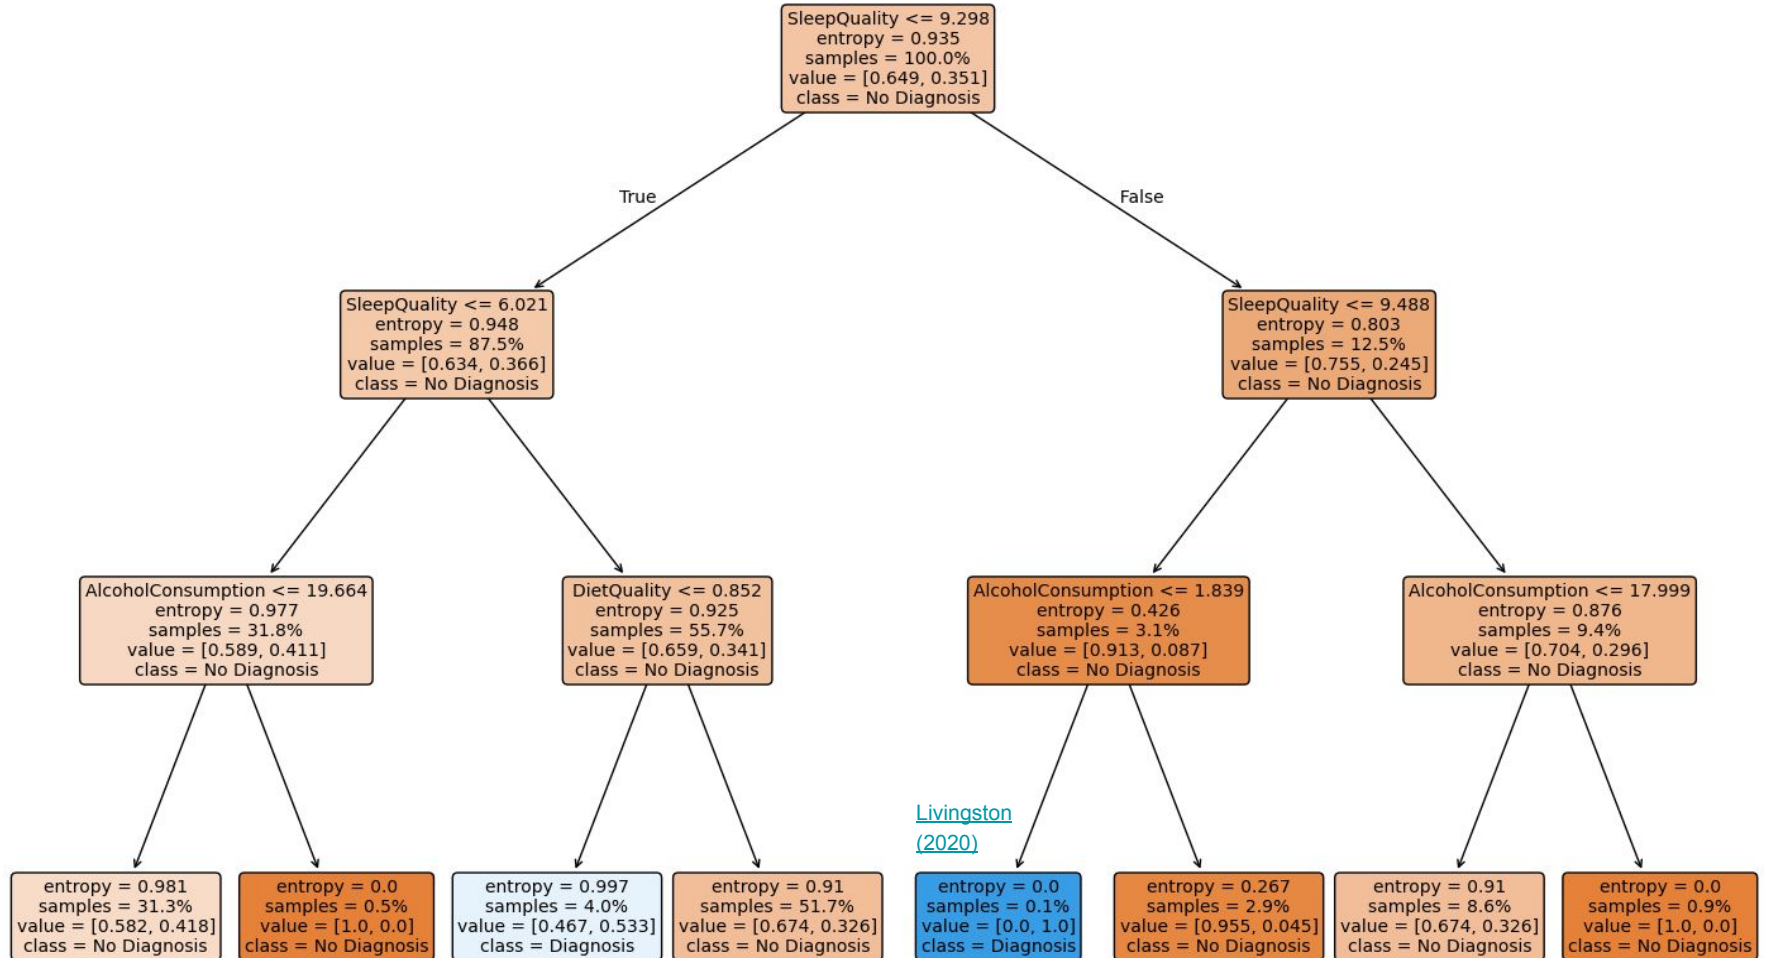 SleepQuality <= 9.298
entropy = 0.935
samples = 100.0%
value = [0.649, 0.351]
class = No Diagnosis
True
False
SleepQuality <= 6.021
entropy = 0.948
samples = 87.5%
value = [0.634, 0.366]
class = No Diagnosis
SleepQuality <= 9.488
entropy = 0.803
samples = 12.5%
value = [0.755, 0.245]
class = No Diagnosis
AlcoholConsumption <= 19.664
entropy = 0.977
samples = 31.8%
value = [0.589, 0.411]
class = No Diagnosis
DietQuality <= 0.852
entropy = 0.925
samples = 55.7%
value = [0.659, 0.341]
class = No Diagnosis
AlcoholConsumption <= 1.839
entropy = 0.426
samples = 3.1%
value = [0.913, 0.087]
class = No Diagnosis
AlcoholConsumption <= 17.999
entropy = 0.876
samples = 9.4%
value = [0.704, 0.296]
class = No Diagnosis
Livingston
(2020)
entropy = 0.981
samples = 31.3%
value = [0.582, 0.418]
class = No Diagnosis
entropy = 0.0
samples = 0.5%
value = [1.0, 0.0]
class = No Diagnosis
entropy = 0.997
samples = 4.0%
value = [0.467, 0.533]
class = Diagnosis
entropy = 0.91
samples = 51.7%
value = [0.674, 0.326]
class = No Diagnosis
entropy = 0.0
samples = 0.1%
value = [0.0, 1.0]
class = Diagnosis
entropy = 0.267
samples = 2.9%
value = [0.955, 0.045]
class = No Diagnosis
entropy = 0.91
samples = 8.6%
value = [0.674, 0.326]
class = No Diagnosis
entropy = 0.0
samples = 0.9%
value = [1.0, 0.0]
class = No Diagnosis